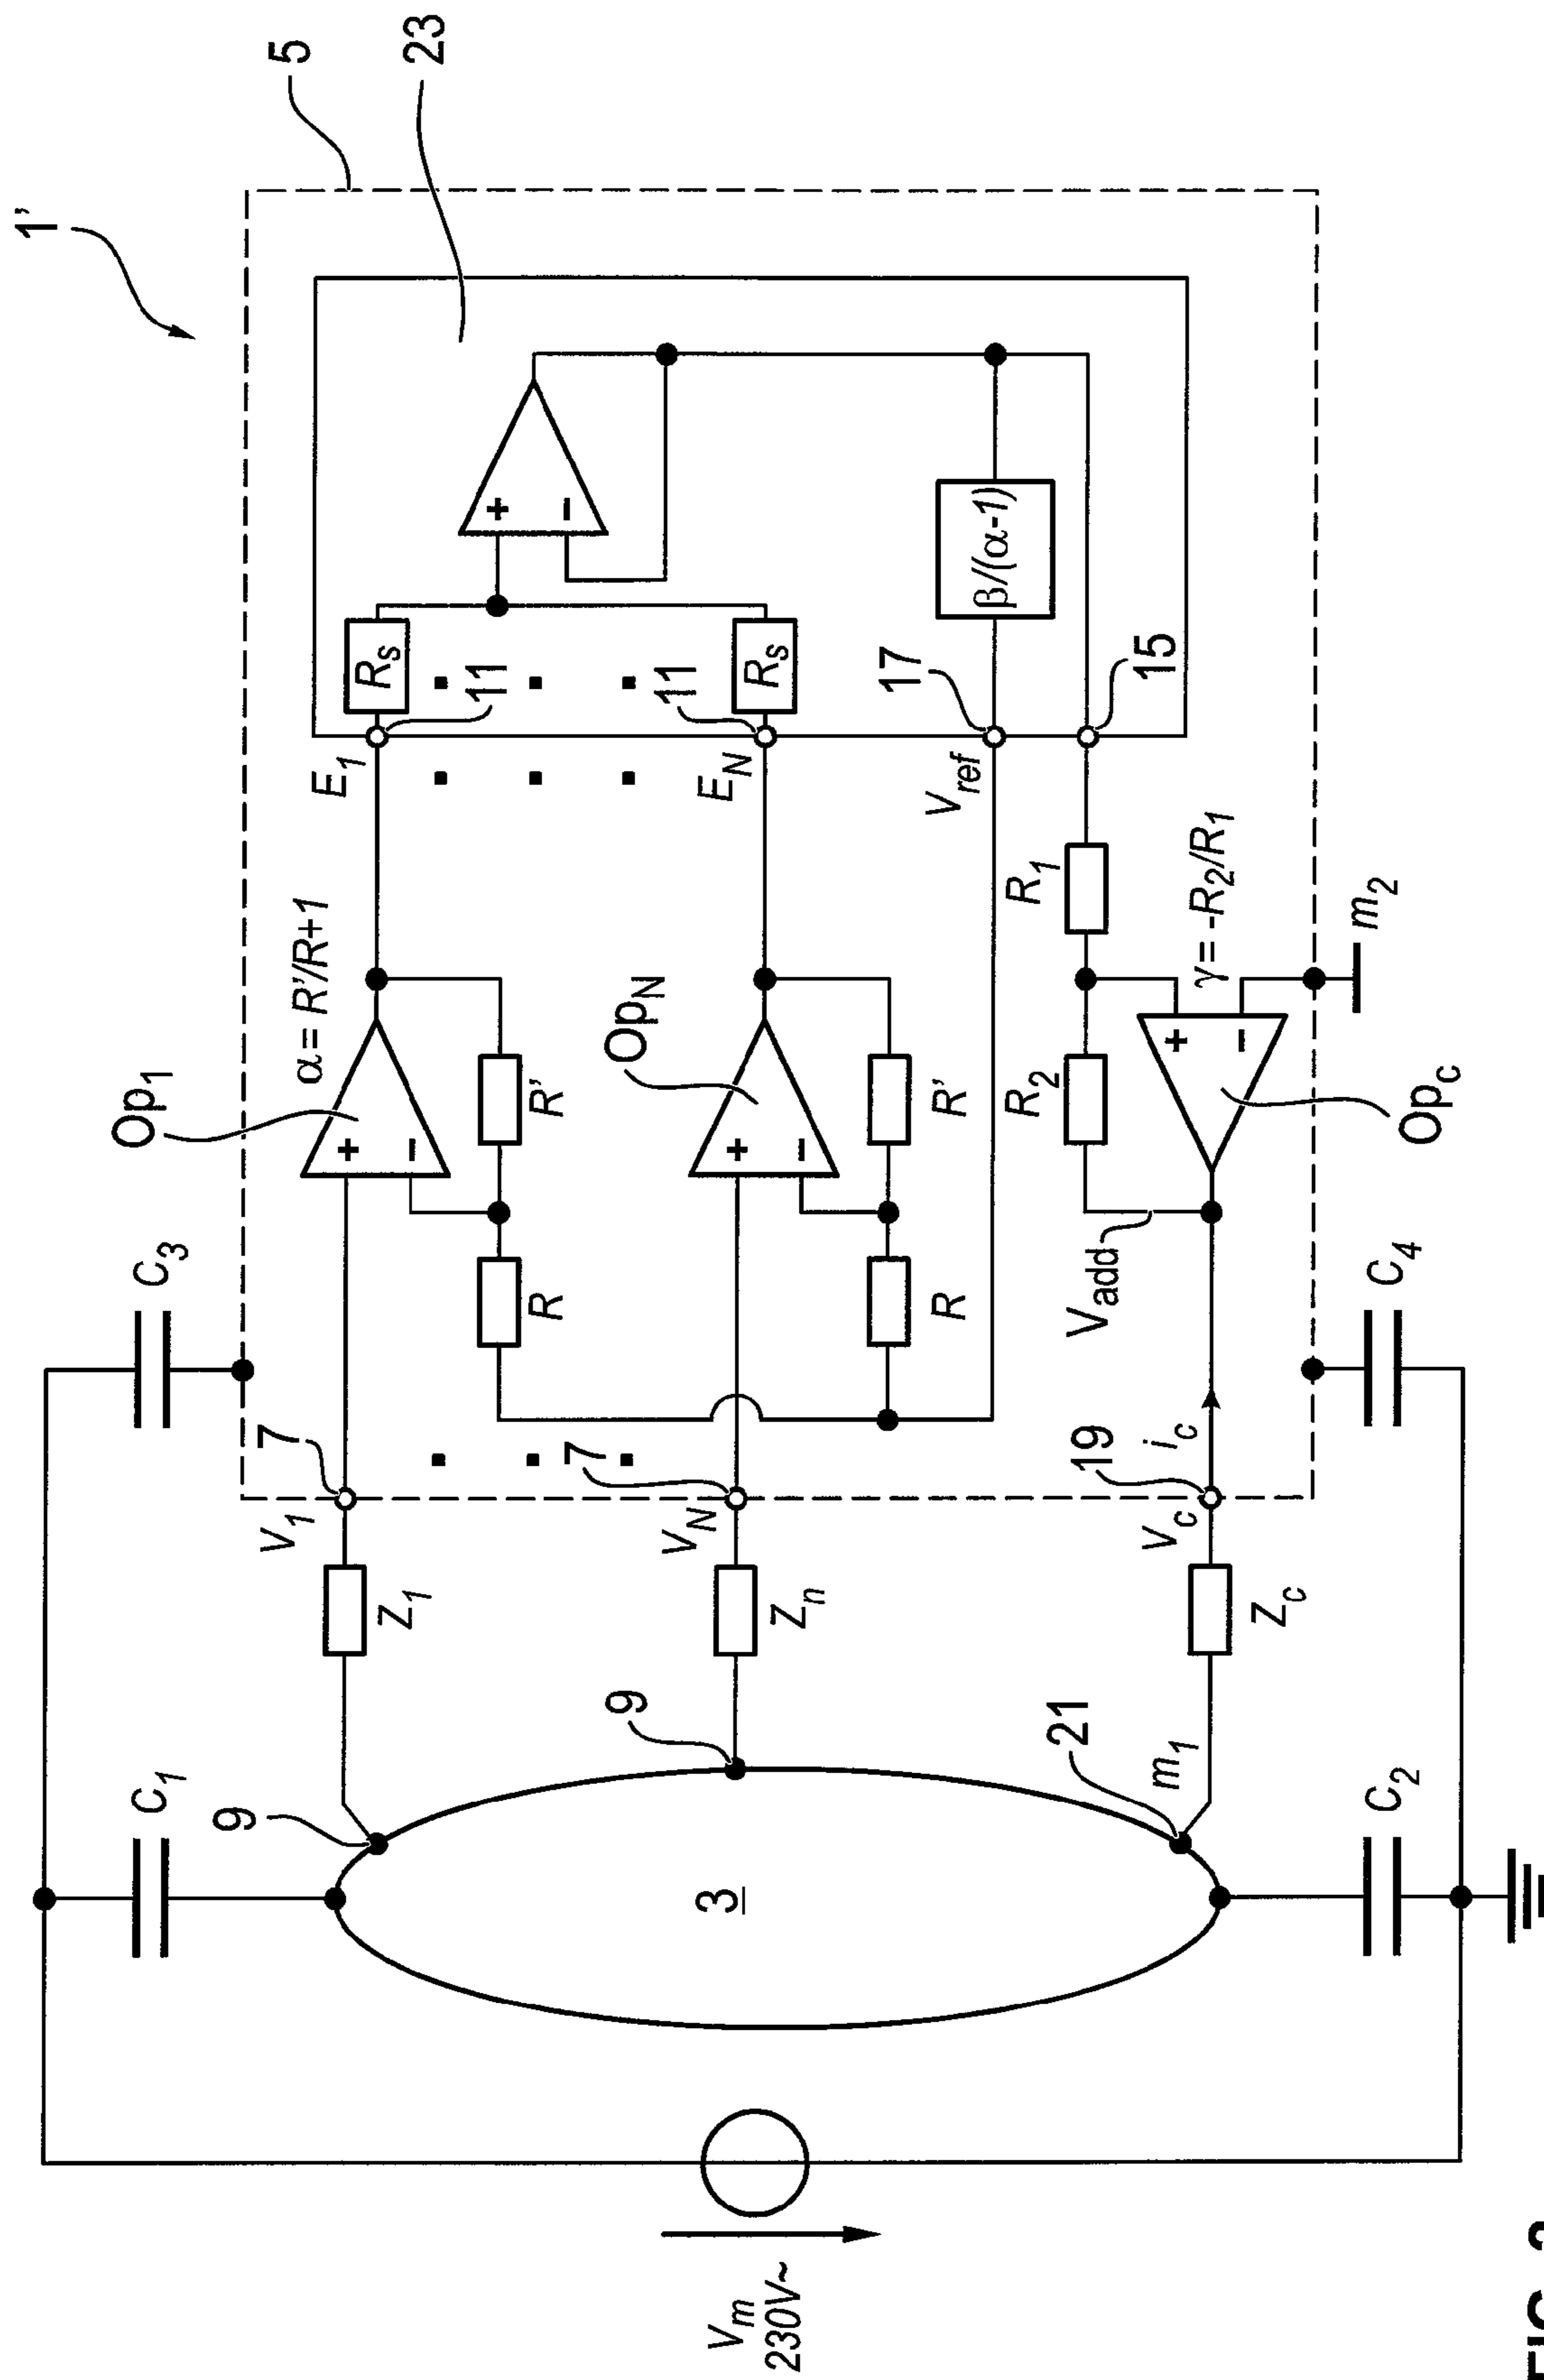 1'
5
23
Op1
α= R'/R+1
E1
11
Rs
+
−
C3
7
V1
Z1
+
−
R
R'
C1
9
OpN
EN
11
Rs
VN
7
Zn
9
+
−
R
R'
17
Vref
β/(α-1)
15
3
Vm
230V~
21
m1
Zc
Vc
19
ic
Vadd
R2
R1
+
−
γ= -R2/R1
Opc
m2
C2
C4